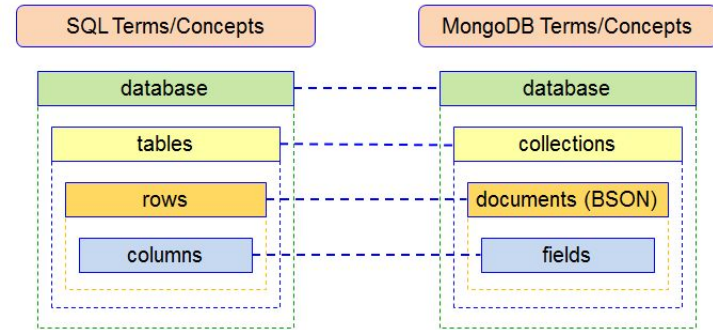 SQL Terms/Concepts
MongoDB Terms/Concepts
database
database
tables
collections
rows
documents (BSON)
columns
fields